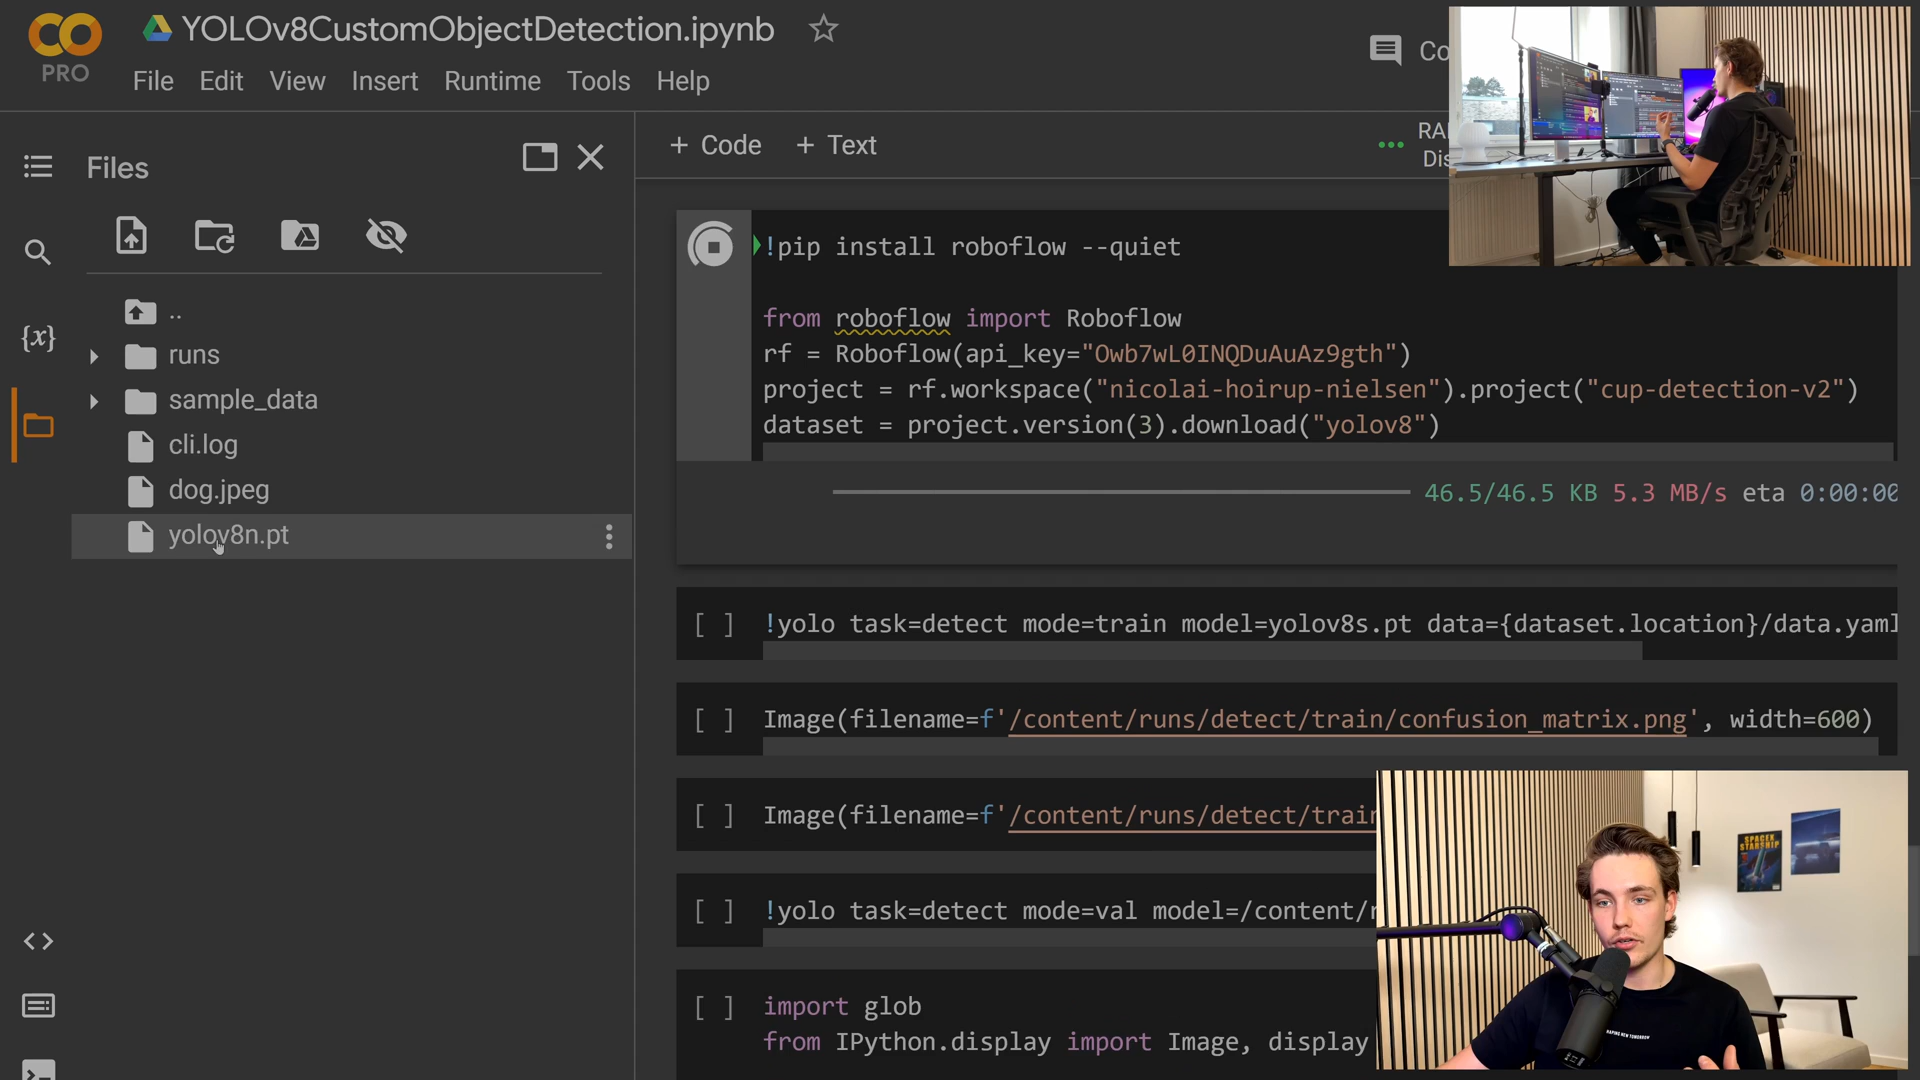 YOLOv8CustomObjectDetection.ipynb
PRO
File Edit View Insert Runtime Tools Help
Co
Files
+ Code + Text
RAM
Dis
..
runs
sample_data
cli.log
dog.jpeg
yolov8n.pt
{x}
!pip install roboflow --quiet
from roboflow import Roboflow
rf = Roboflow(api_key="Owb7wL0INQDuAuAz9gth")
project = rf.workspace("nicolai-hoirup-nielsen").project("cup-detection-v2")
dataset = project.version(3).download("yolov8")
46.5/46.5 KB 5.3 MB/s eta 0:00:00
[ ] !yolo task=detect mode=train model=yolov8s.pt data={dataset.location}/data.yaml
[ ] Image(filename=f'/content/runs/detect/train/confusion_matrix.png', width=600)
[ ] Image(filename=f'/content/runs/detect/train
[ ] !yolo task=detect mode=val model=/content/r
[ ] import glob
from IPython.display import Image, display
SPACEX
STARSHIP